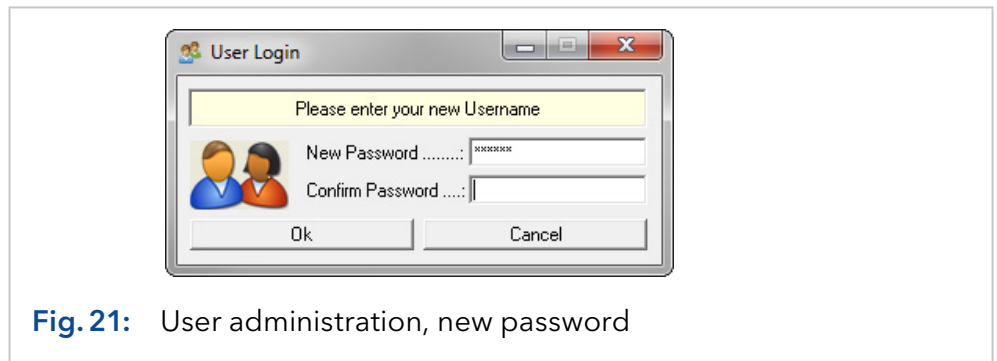 User Login
Please enter your new Username
New Password ........: ******
Confirm Password ....:
Ok Cancel
Fig. 21: User administration, new password